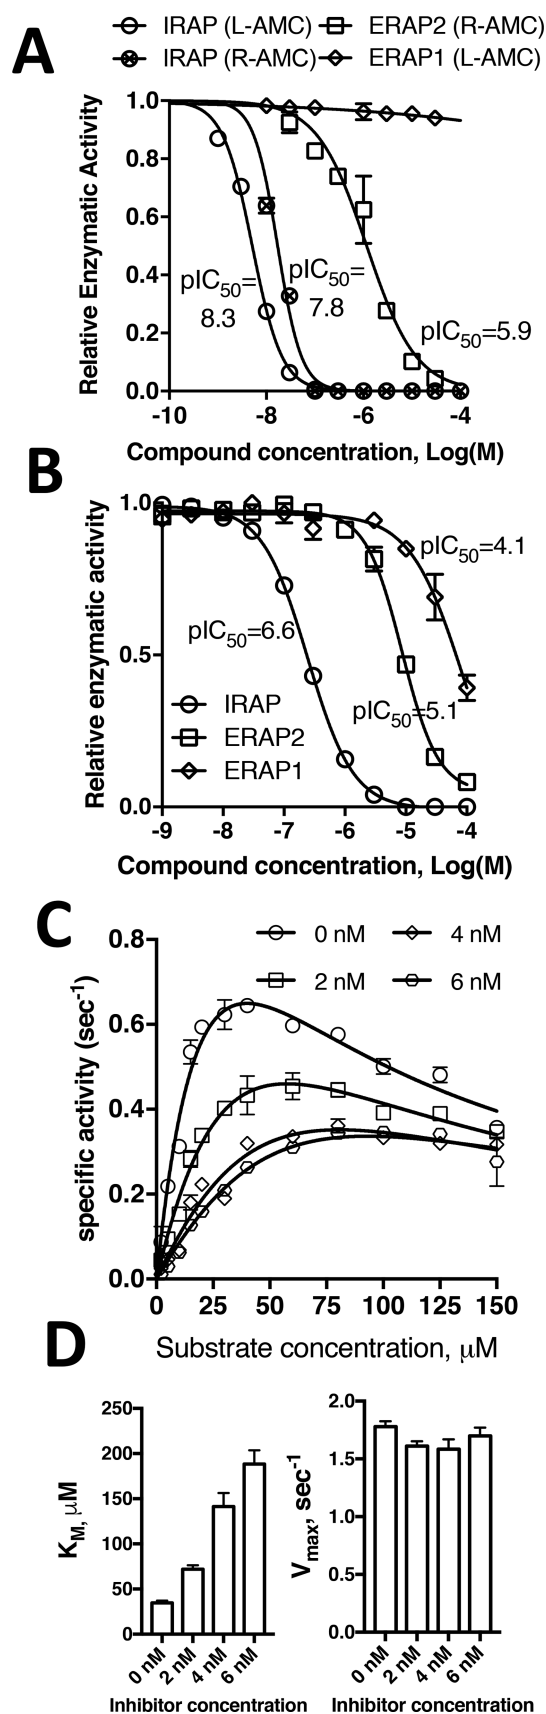 A
IRAP (L-AMC)
ERAP2 (R-AMC)
IRAP (R-AMC)
ERAP1 (L-AMC)
Relative Enzymatic Activity
1.0
0.8
0.6
0.4
0.2
0.0
pIC50=
8.3
pIC50=
7.8
pIC50=5.9
-10
-8
-6
-4
Compound concentration, Log(M)
B
Relative enzymatic activity
1.0
0.5
0.0
pIC50=4.1
pIC50=6.6
pIC50=5.1
IRAP
ERAP2
ERAP1
-9
-8
-7
-6
-5
-4
Compound concentration, Log(M)
C
0 nM
4 nM
2 nM
6 nM
specific activity (sec-1)
0.8
0.6
0.4
0.2
0.0
0
25
50
75
100
125
150
Substrate concentration, μM
D
KM, μM
250
200
150
100
50
0
0 nM
2 nM
4 nM
6 nM
Inhibitor concentration
Vmax, sec-1
2.0
1.5
1.0
0.5
0.0
0 nM
2 nM
4 nM
6 nM
Inhibitor concentration